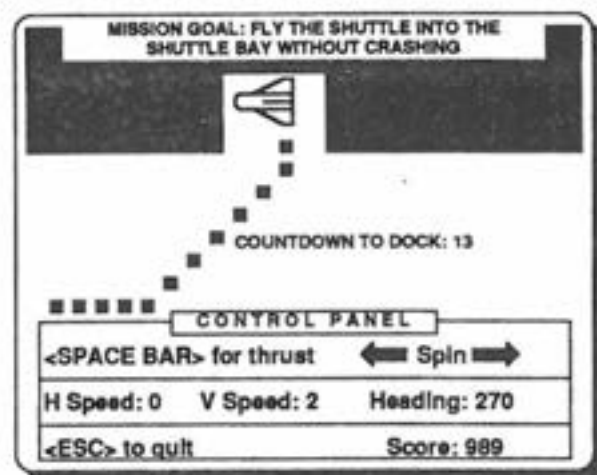 MISSION GOAL: FLY THE SHUTTLE INTO THE
SHUTTLE BAY WITHOUT CRASHING
COUNTDOWN TO DOCK: 13
CONTROL PANEL
<SPACE BAR> for thrust Spin
H Speed: 0 V Speed: 2 Heading: 270
<ESC> to quit Score: 989